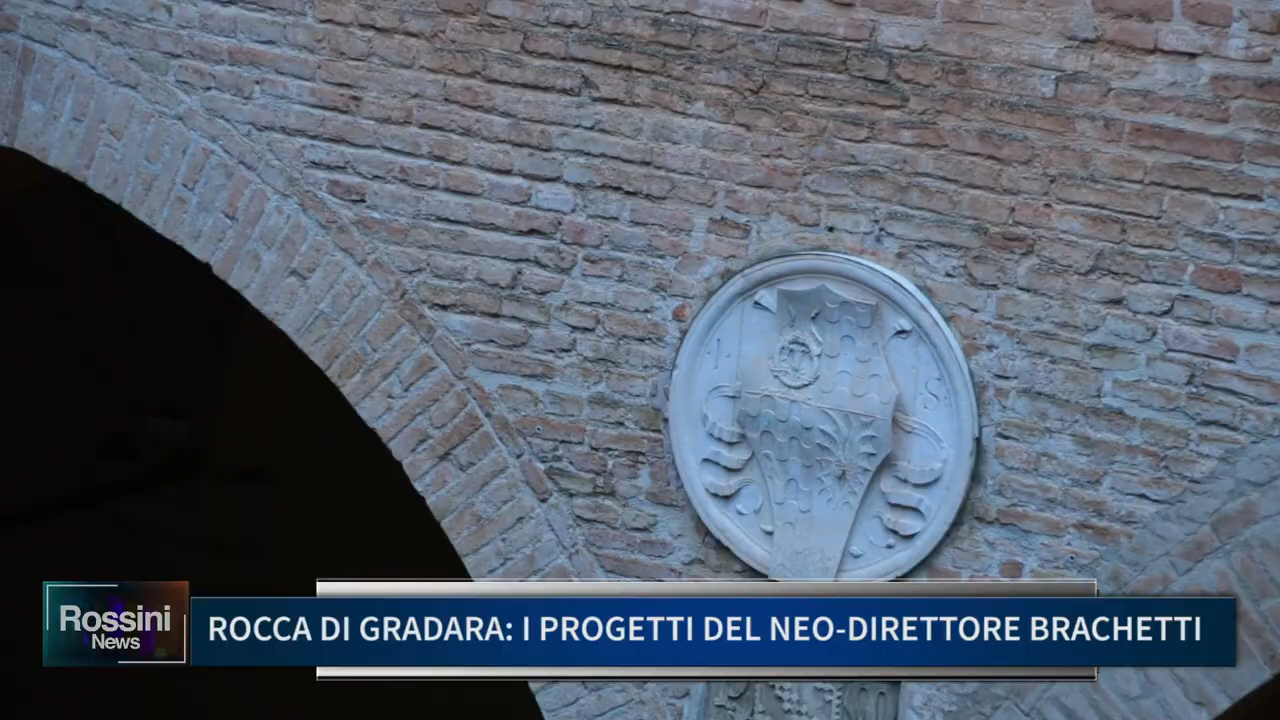 Rossini
News
ROCCA DI GRADARA: I PROGETTI DEL NEO-DIRETTORE BRACHETTI